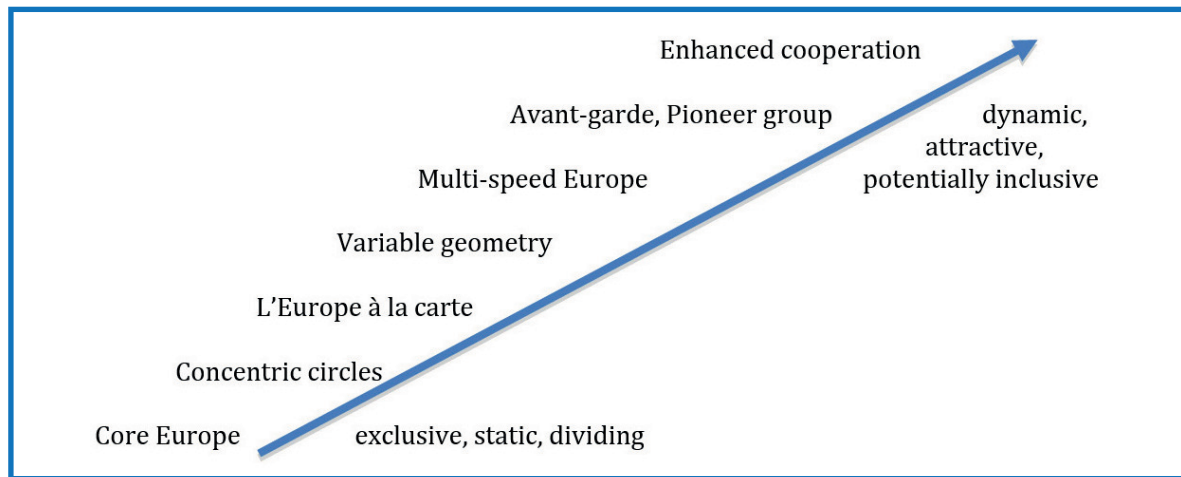 Enhanced cooperation
Avant-garde, Pioneer group
dynamic,
attractive,
Multi-speed Europe
potentially inclusive
Variable geometry
L’Europe à la carte
Concentric circles
Core Europe
exclusive, static, dividing